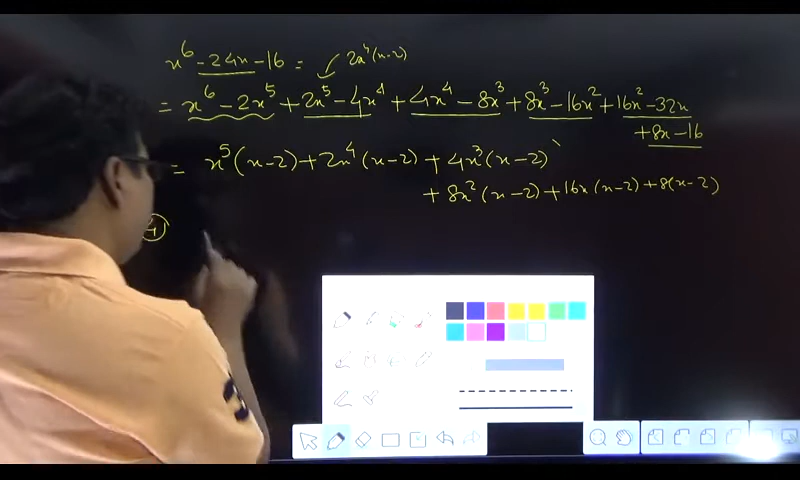 x⁶ - 24x - 16 = 2x⁴(x-2)
= x⁶ - 2x⁵ + 2x⁵ - 4x⁴ + 4x⁴ - 8x³ + 8x³ - 16x² + 16x² - 32x
+ 8x - 16
= x⁵(x-2) + 2x⁴(x-2) + 4x³(x-2)
+ 8x²(x-2) + 16x(x-2) + 8(x-2)